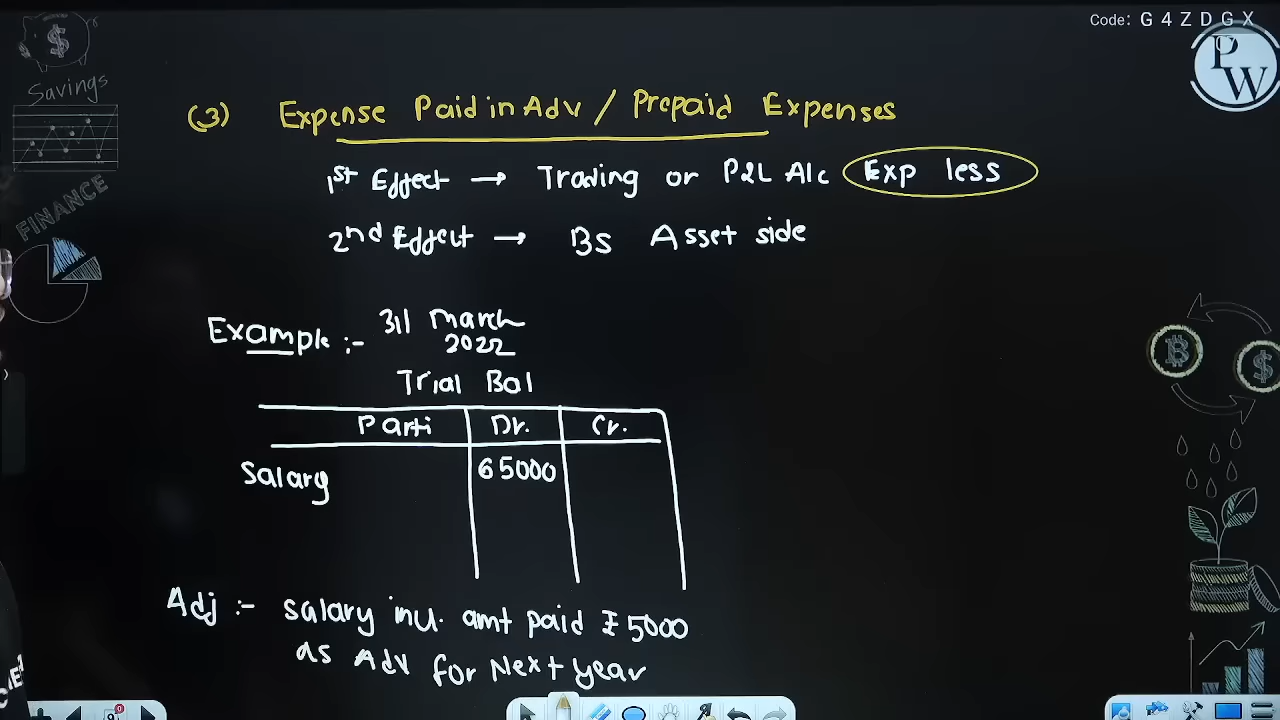 Code: G 4 Z D G X
PW
Savings
FINANCE
(3) Expense Paid in Adv / Prepaid Expenses
1st Effect → Trading or P&L A/c Exp less
2nd Effect → BS Asset side
Example :- 31 March
2022
Trial Bal
Parti Dr. Cr.
Salary 65000
Adj :- Salary incl. amt paid ₹ 5000
as Adv for Next year